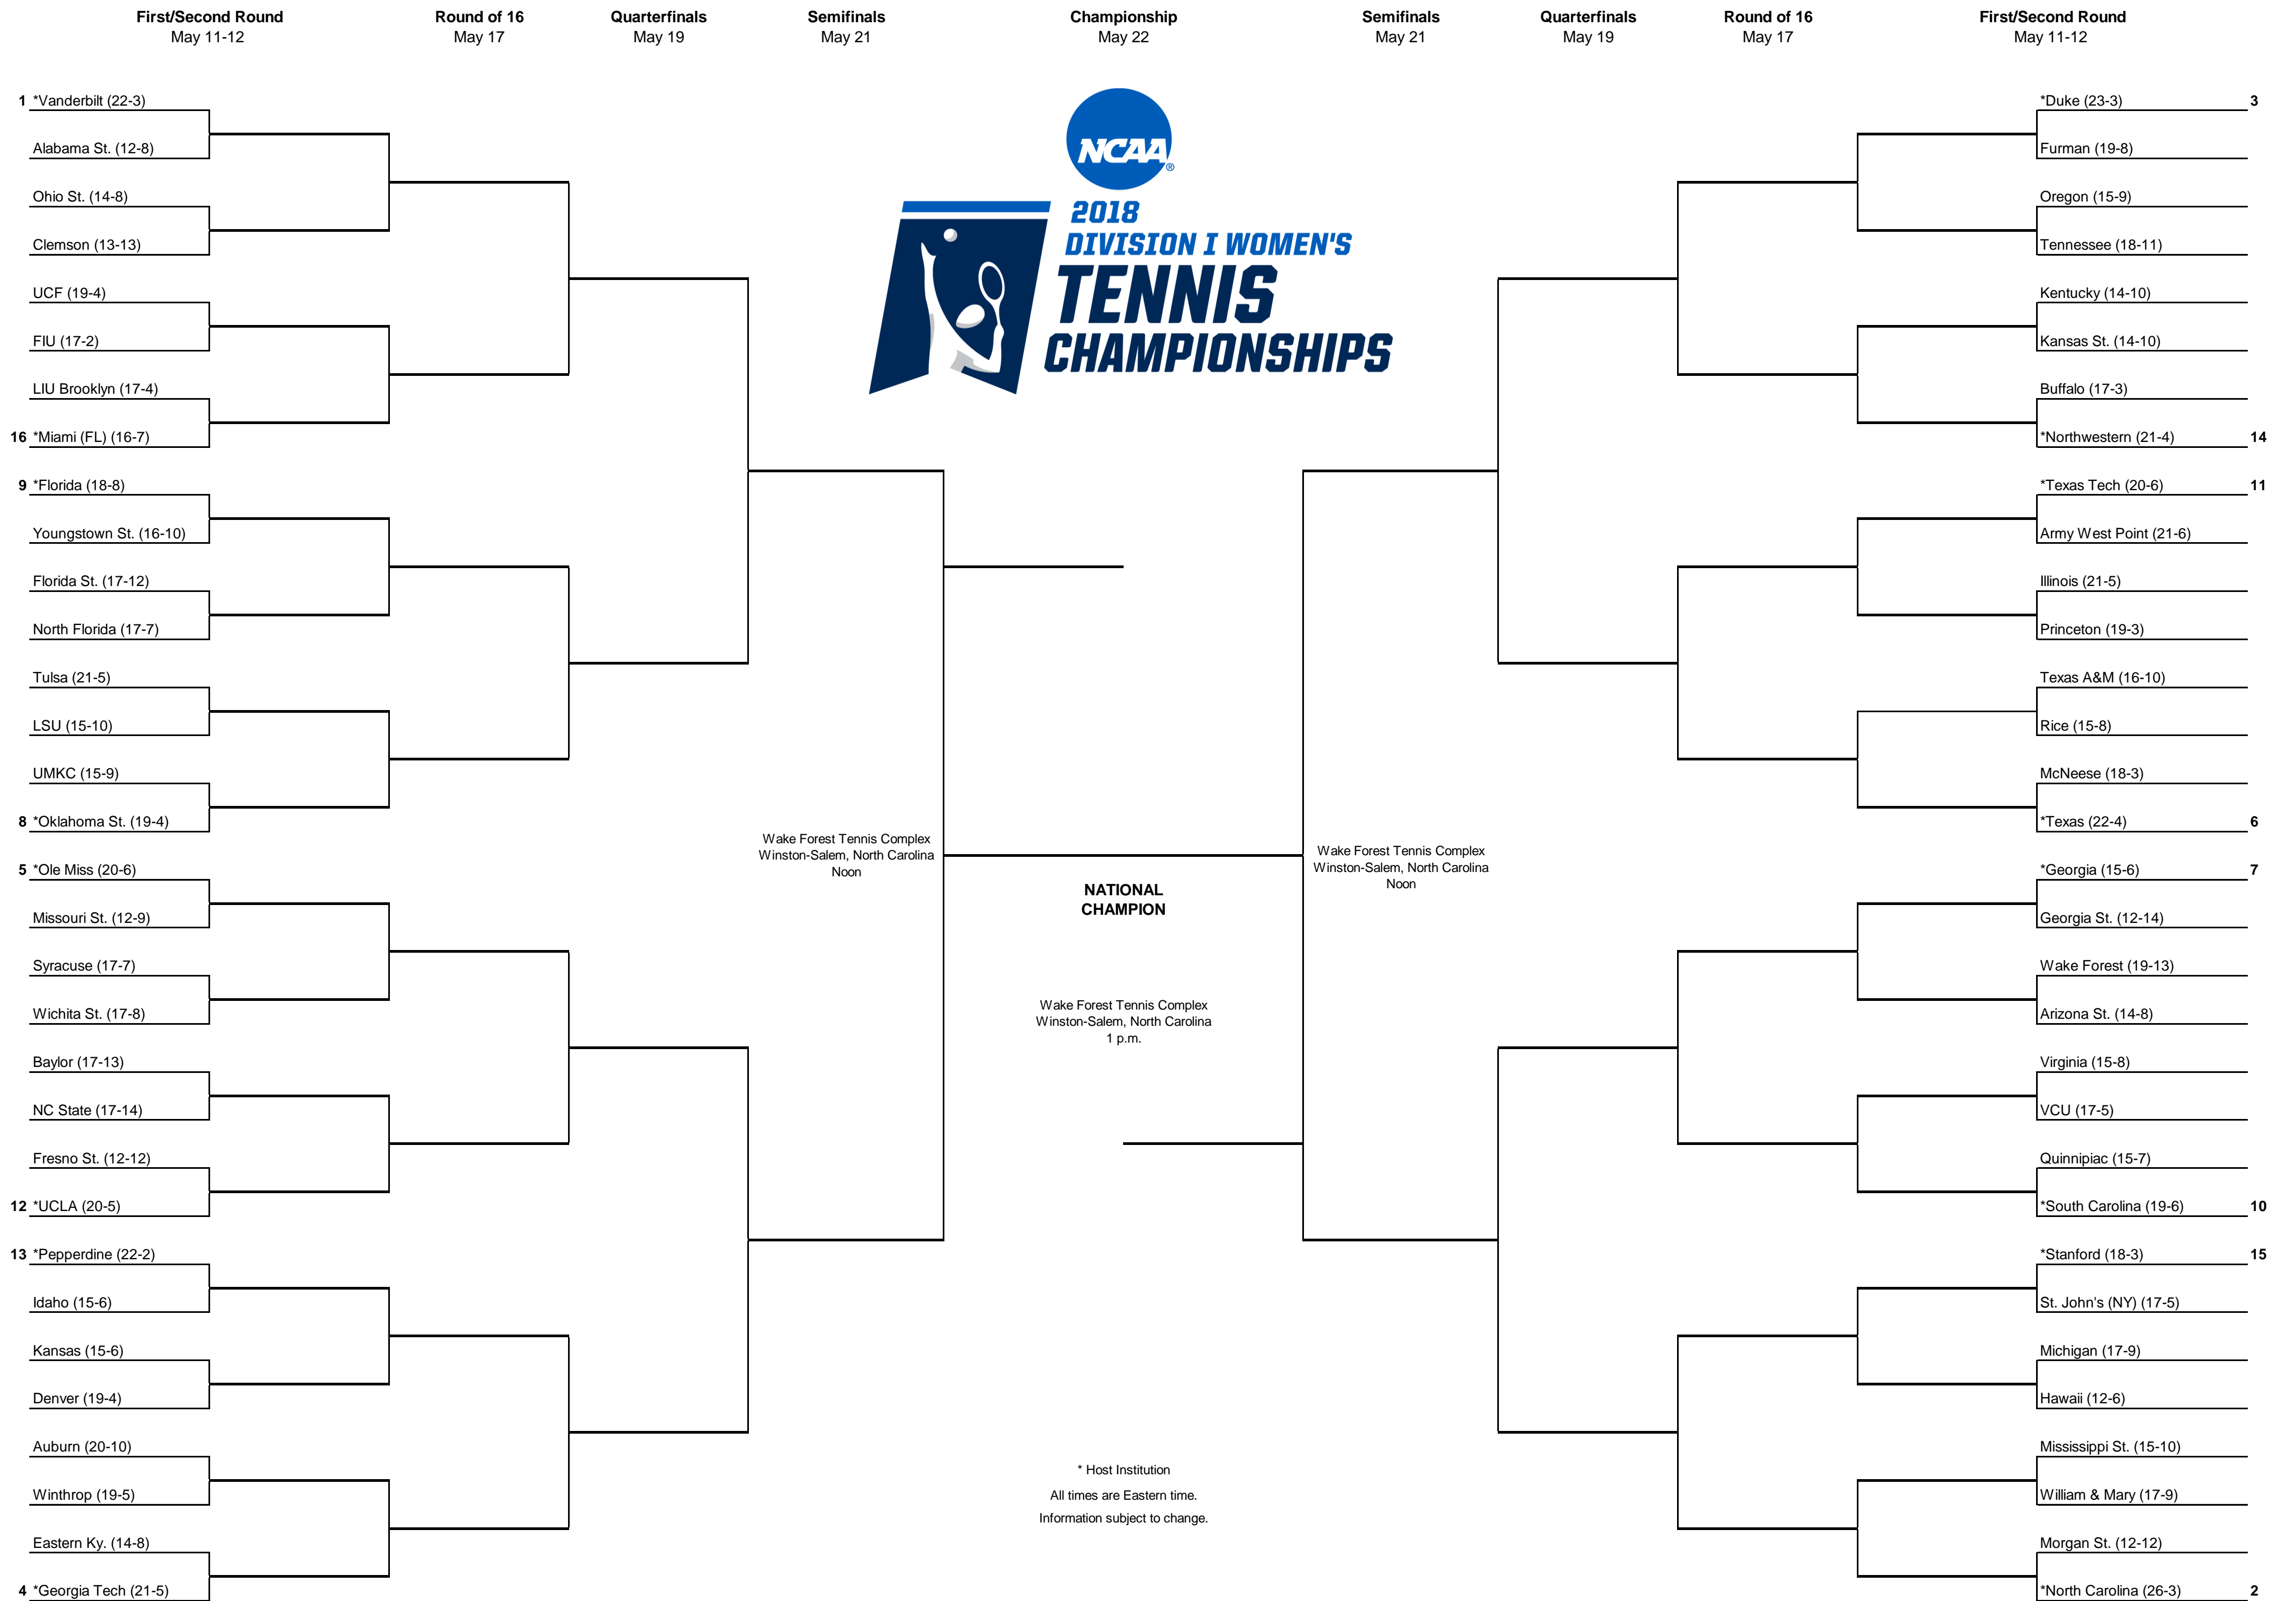 First/Second Round
May 11-12
Round of 16
May 17
Quarterfinals
May 19
Semifinals
May 21
Championship
May 22
Semifinals
May 21
Quarterfinals
May 19
Round of 16
May 17
First/Second Round
May 11-12
1 *Vanderbilt (22-3)
Alabama St. (12-8)
Ohio St. (14-8)
Clemson (13-13)
UCF (19-4)
FIU (17-2)
LIU Brooklyn (17-4)
16 *Miami (FL) (16-7)
9 *Florida (18-8)
Youngstown St. (16-10)
Florida St. (17-12)
North Florida (17-7)
Tulsa (21-5)
LSU (15-10)
UMKC (15-9)
8 *Oklahoma St. (19-4)
5 *Ole Miss (20-6)
Missouri St. (12-9)
Syracuse (17-7)
Wichita St. (17-8)
Baylor (17-13)
NC State (17-14)
Fresno St. (12-12)
12 *UCLA (20-5)
13 *Pepperdine (22-2)
Idaho (15-6)
Kansas (15-6)
Denver (19-4)
Auburn (20-10)
Winthrop (19-5)
Eastern Ky. (14-8)
4 *Georgia Tech (21-5)
NCAA®
2018
DIVISION I WOMEN'S
TENNIS
CHAMPIONSHIPS
Wake Forest Tennis Complex
Winston-Salem, North Carolina
Noon
NATIONAL
CHAMPION
Wake Forest Tennis Complex
Winston-Salem, North Carolina
1 p.m.
Wake Forest Tennis Complex
Winston-Salem, North Carolina
Noon
* Host Institution
All times are Eastern time.
Information subject to change.
*Duke (23-3) 3
Furman (19-8)
Oregon (15-9)
Tennessee (18-11)
Kentucky (14-10)
Kansas St. (14-10)
Buffalo (17-3)
*Northwestern (21-4) 14
*Texas Tech (20-6) 11
Army West Point (21-6)
Illinois (21-5)
Princeton (19-3)
Texas A&M (16-10)
Rice (15-8)
McNeese (18-3)
*Texas (22-4) 6
*Georgia (15-6) 7
Georgia St. (12-14)
Wake Forest (19-13)
Arizona St. (14-8)
Virginia (15-8)
VCU (17-5)
Quinnipiac (15-7)
*South Carolina (19-6) 10
*Stanford (18-3) 15
St. John's (NY) (17-5)
Michigan (17-9)
Hawaii (12-6)
Mississippi St. (15-10)
William & Mary (17-9)
Morgan St. (12-12)
*North Carolina (26-3) 2